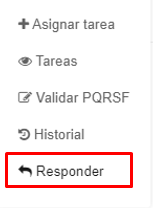 Asignar tarea
Tareas
Validar PQRSF
Historial
Responder